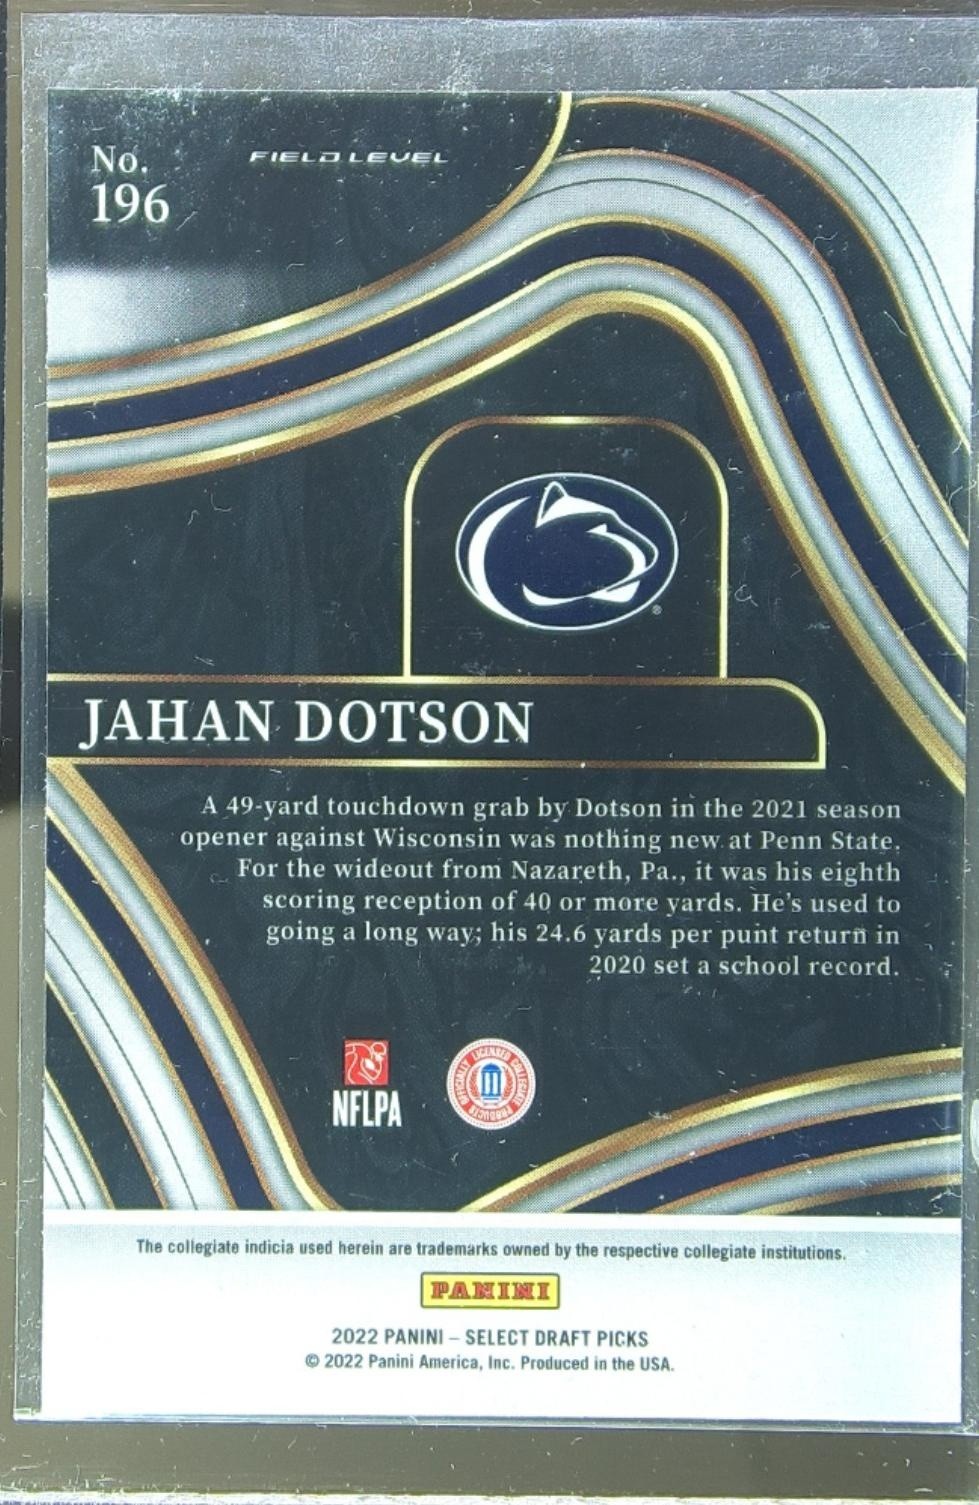 No.
196
FIELD LEVEL
JAHAN DOTSON
A 49-yard touchdown grab by Dotson in the 2021 season
opener against Wisconsin was nothing new at Penn State.
For the wideout from Nazareth, Pa., it was his eighth
scoring reception of 40 or more yards. He's used to
going a long way; his 24.6 yards per punt return in
2020 set a school record.
NFLPA
OFFICIALLY LICENSED COLLEGIATE PRODUCTS
The collegiate indicia used herein are trademarks owned by the respective collegiate institutions.
PANINI
2022 PANINI – SELECT DRAFT PICKS
© 2022 Panini America, Inc. Produced in the USA.